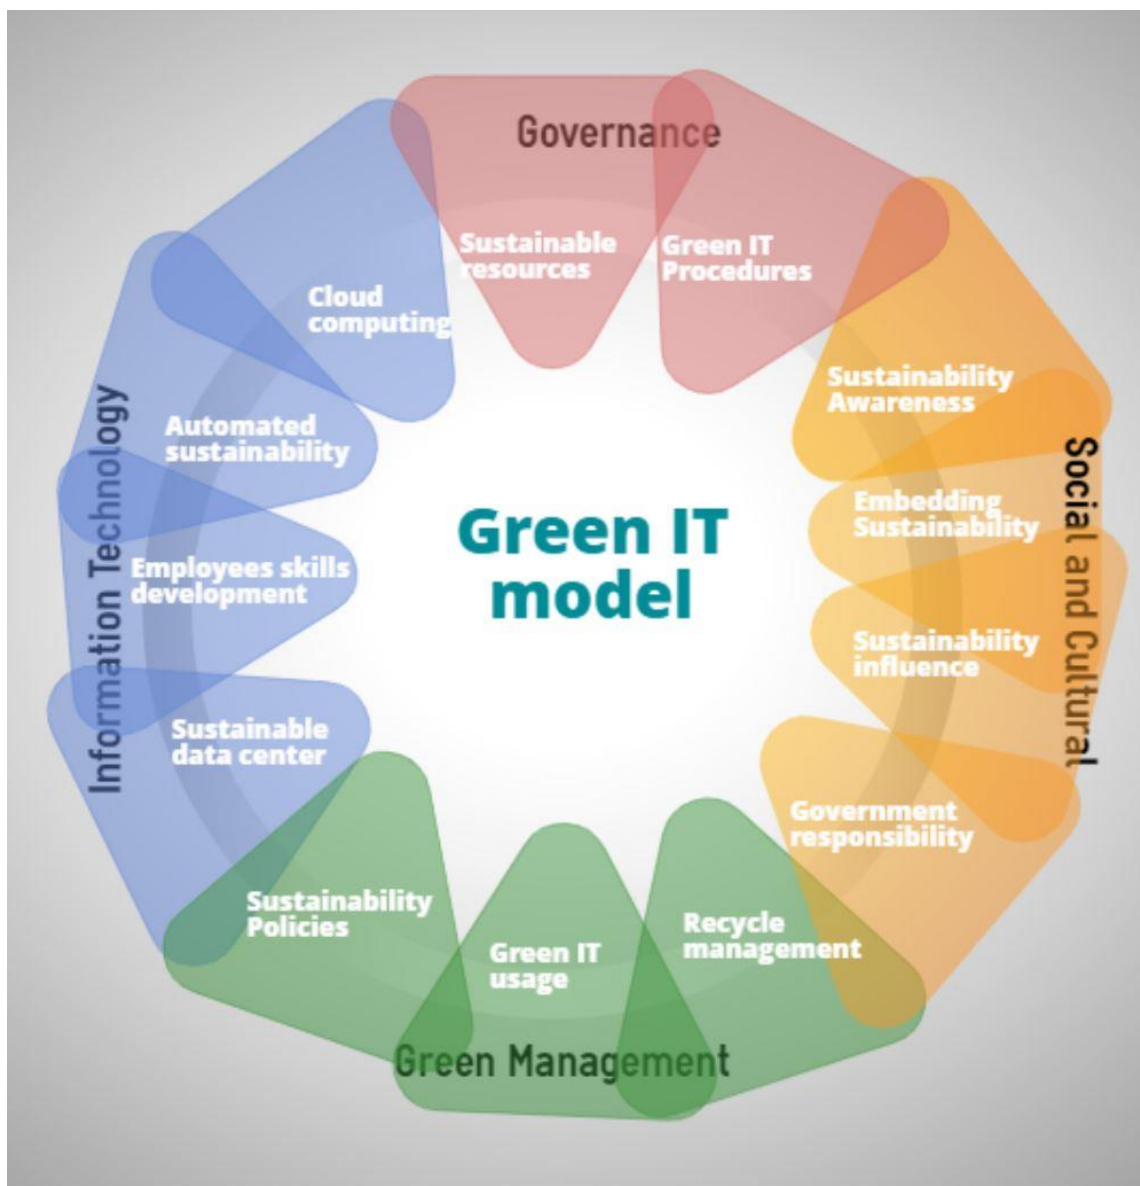 Governance
Sustainable
resources
Green IT
Procedures
Cloud
computing
Sustainability
Awareness
Automated
sustainability
Information Technology
Social and Cultural
Embedding
Sustainability
Green IT
model
Employees skills
development
Sustainability
influence
Sustainable
data center
Government
responsibility
Sustainability
Policies
Green IT
usage
Recycle
management
Green Management